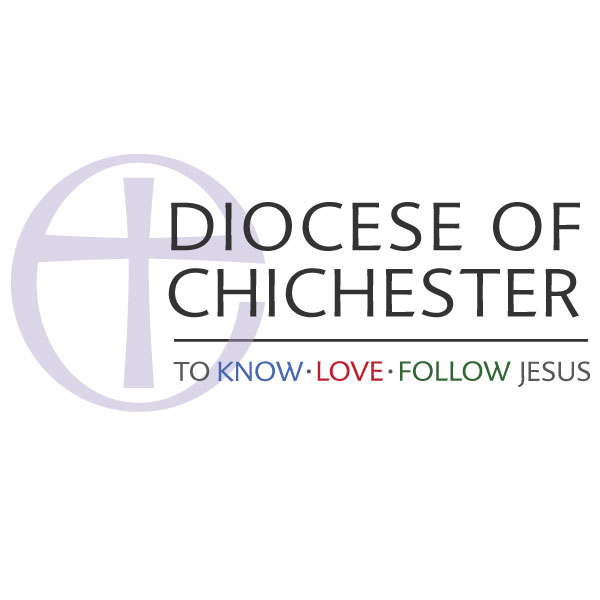 DIOCESE OF
CHICHESTER
TO KNOW·LOVE·FOLLOW JESUS